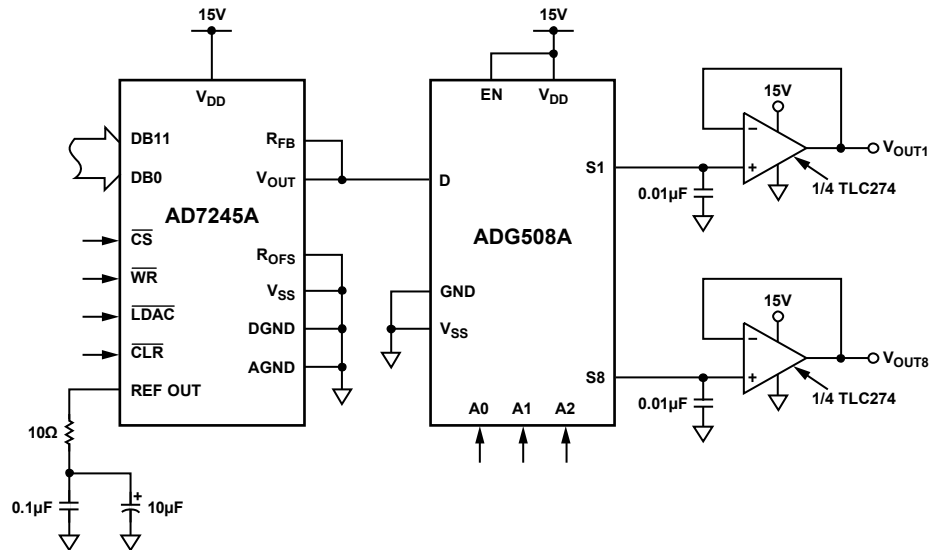 15V
V_DD
DB11
DB0
AD7245A
CS
WR
LDAC
CLR
REF OUT
R_FB
V_OUT
R_OFS
V_SS
DGND
AGND
10Ω
0.1µF
10µF
+
15V
EN
V_DD
D
ADG508A
GND
V_SS
S1
S8
A0
A1
A2
15V
−
+
V_OUT1
0.01µF
1/4 TLC274
15V
−
+
V_OUT8
0.01µF
1/4 TLC274